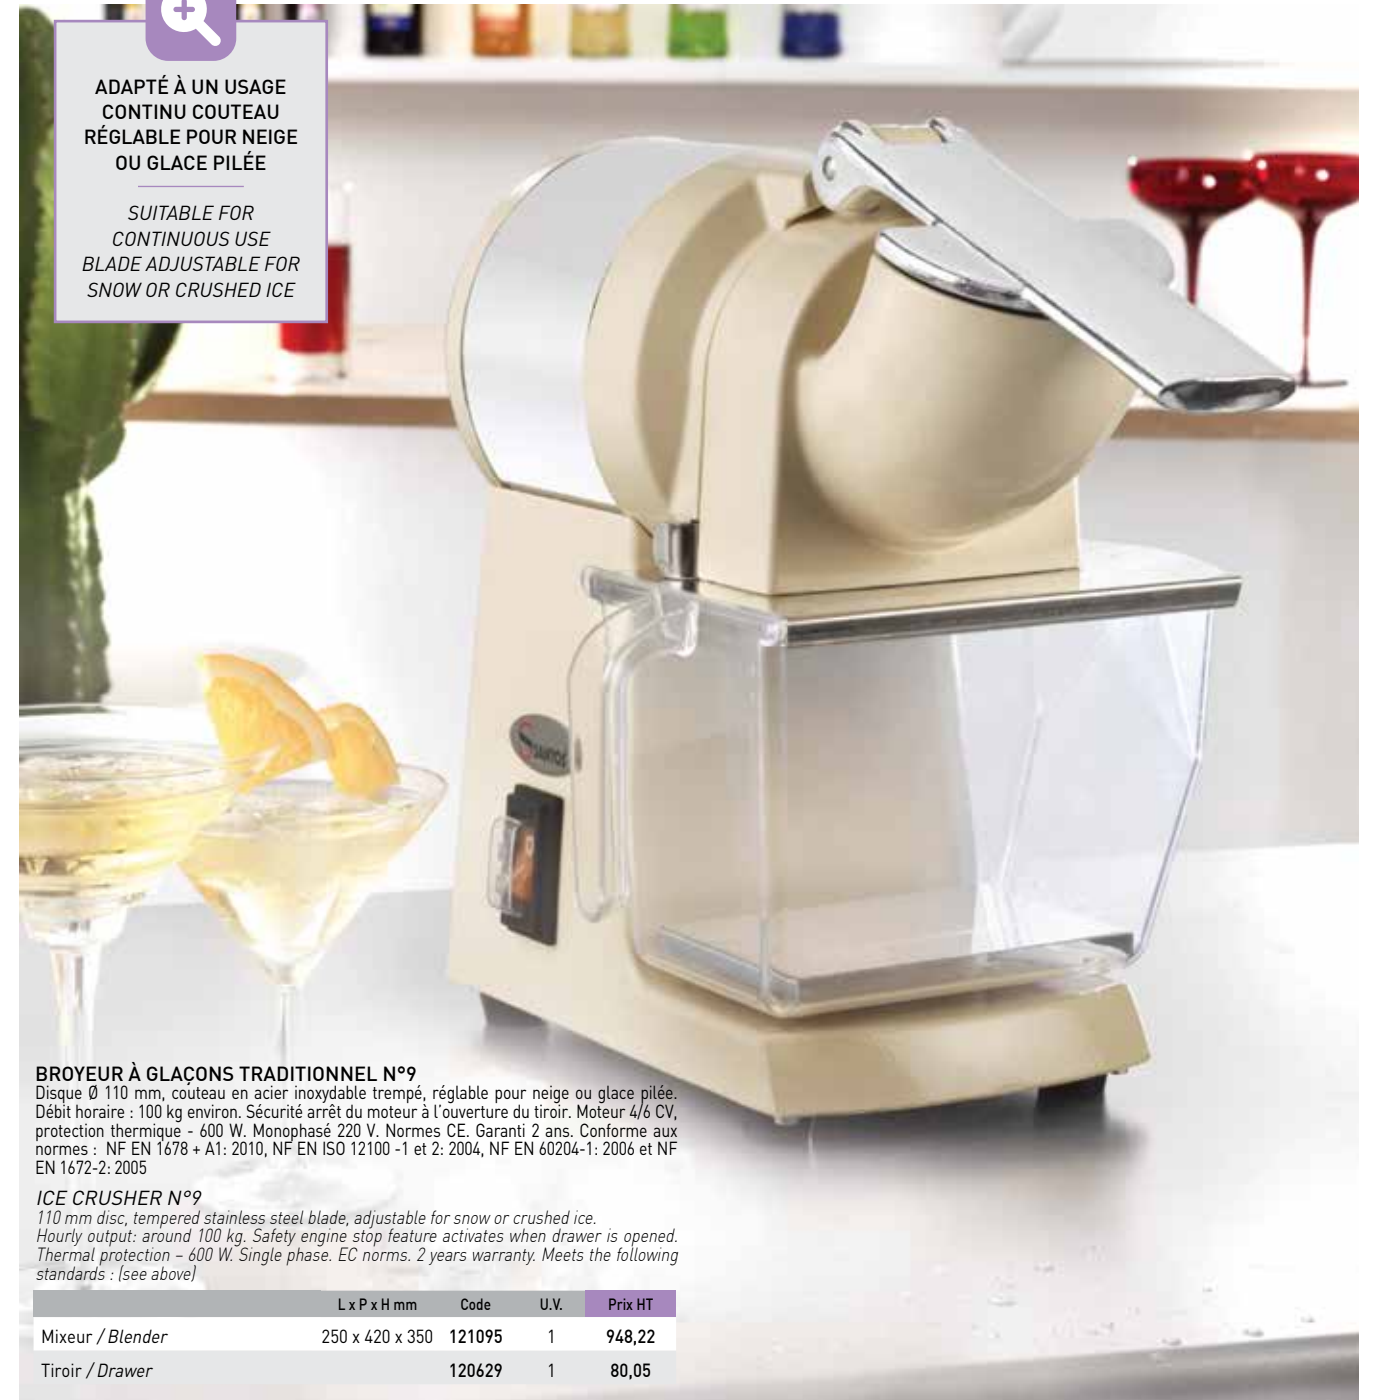 ADAPTÉ À UN USAGE
CONTINU COUTEAU
RÉGLABLE POUR NEIGE
OU GLACE PILÉE
SUITABLE FOR
CONTINUOUS USE
BLADE ADJUSTABLE FOR
SNOW OR CRUSHED ICE
SANTOS
BROYEUR À GLAÇONS TRADITIONNEL N°9
Disque Ø 110 mm, couteau en acier inoxydable trempé, réglable pour neige ou glace pilée.
Débit horaire : 100 kg environ. Sécurité arrêt du moteur à l'ouverture du tiroir. Moteur 4/6 CV,
protection thermique - 600 W. Monophasé 220 V. Normes CE. Garanti 2 ans. Conforme aux
normes : NF EN 1678 + A1: 2010, NF EN ISO 12100 -1 et 2: 2004, NF EN 60204-1: 2006 et NF
EN 1672-2: 2005
ICE CRUSHER N°9
110 mm disc, tempered stainless steel blade, adjustable for snow or crushed ice.
Hourly output: around 100 kg. Safety engine stop feature activates when drawer is opened.
Thermal protection – 600 W. Single phase. EC norms. 2 years warranty. Meets the following
standards : (see above)
L x P x H mm Code U.V. Prix HT
Mixeur / Blender 250 x 420 x 350 121095 1 948,22
Tiroir / Drawer 120629 1 80,05